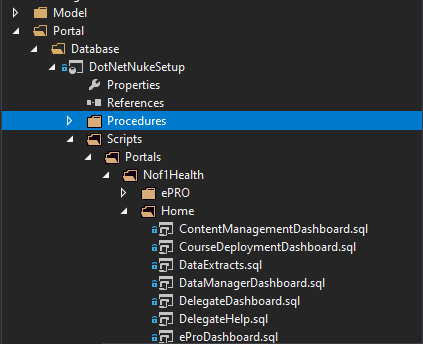 Model
Portal
Database
DotNetNukeSetup
Properties
References
Procedures
Scripts
Portals
Nof1Health
ePRO
Home
ContentManagementDashboard.sql
CourseDeploymentDashboard.sql
DataExtracts.sql
DataManagerDashboard.sql
DelegateDashboard.sql
DelegateHelp.sql
eProDashboard.sql